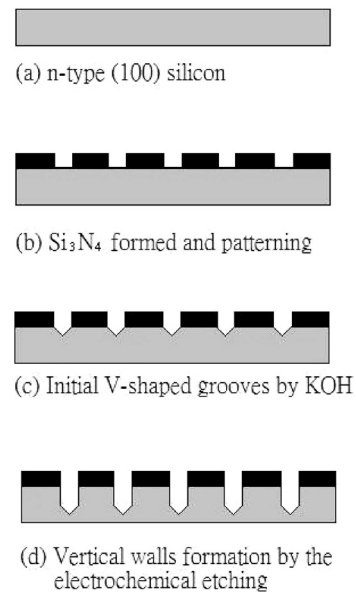 (a) n-type (100) silicon
(b) Si₃N₄ formed and patterning
(c) Initial V-shaped grooves by KOH
(d) Vertical walls formation by the
electrochemical etching